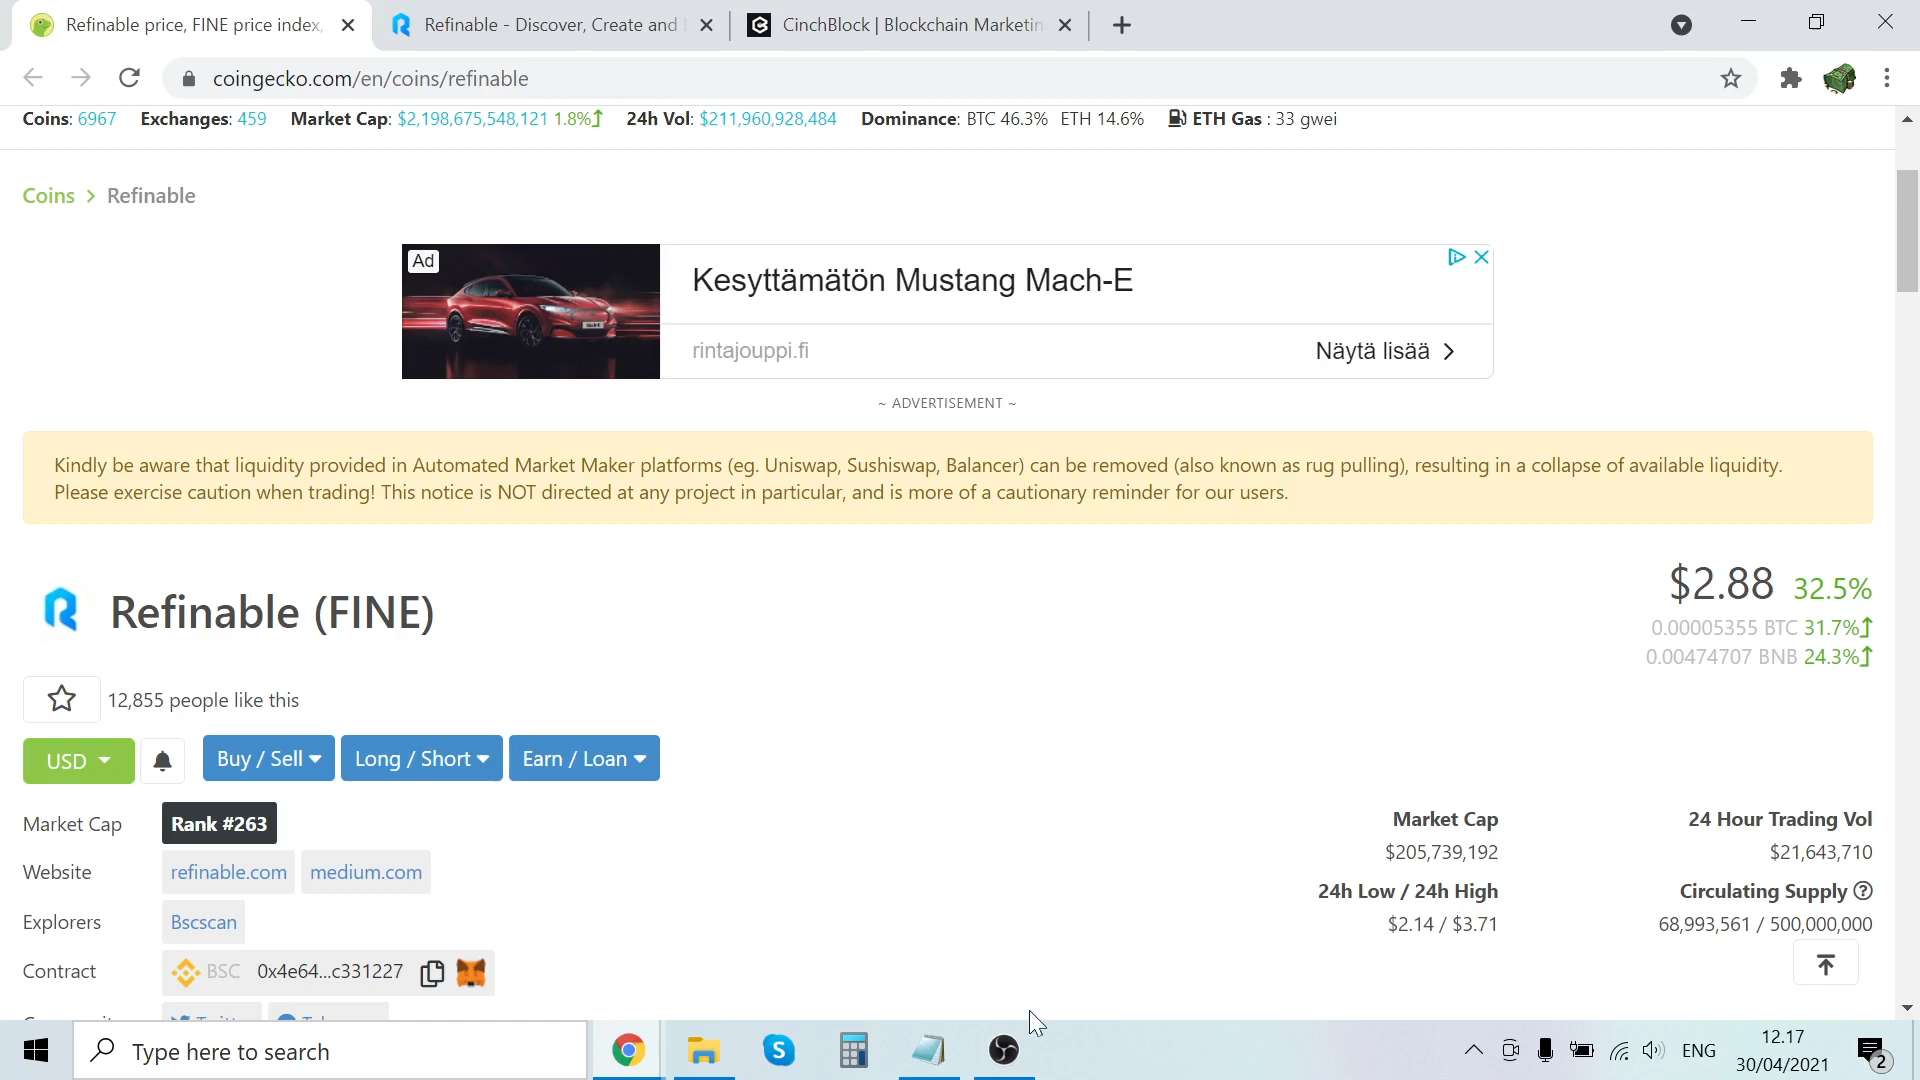 Refinable price, FINE price index,
Refinable - Discover, Create and
CinchBlock | Blockchain Marketin
coingecko.com/en/coins/refinable
Coins: 6967 Exchanges: 459 Market Cap: $2,198,675,548,121 1.8% 24h Vol: $211,960,928,484 Dominance: BTC 46.3% ETH 14.6% ETH Gas : 33 gwei
Coins > Refinable
Ad
Kesyttämätön Mustang Mach-E
rintajouppi.fi
Näytä lisää
~ ADVERTISEMENT ~
Kindly be aware that liquidity provided in Automated Market Maker platforms (eg. Uniswap, Sushiswap, Balancer) can be removed (also known as rug pulling), resulting in a collapse of available liquidity.
Please exercise caution when trading! This notice is NOT directed at any project in particular, and is more of a cautionary reminder for our users.
Refinable (FINE)
$2.88 32.5%
0.00005355 BTC 31.7%
0.00474707 BNB 24.3%
12,855 people like this
USD
Buy / Sell
Long / Short
Earn / Loan
Market Cap Rank #263
Website refinable.com medium.com
Explorers Bscscan
Contract BSC 0x4e64...c331227
Market Cap
$205,739,192
24 Hour Trading Vol
$21,643,710
24h Low / 24h High
$2.14 / $3.71
Circulating Supply
68,993,561 / 500,000,000
Type here to search
ENG
12.17
30/04/2021
2